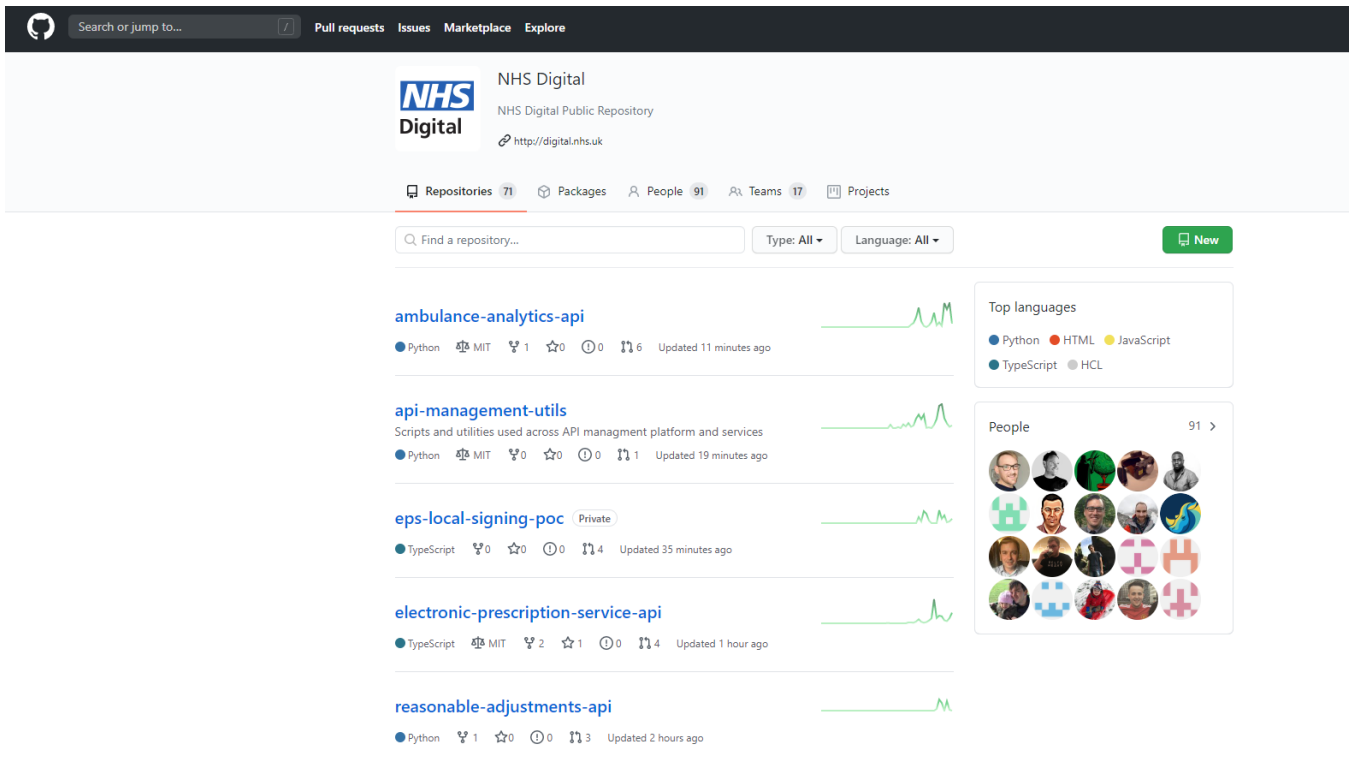 Search or jump to... / Pull requests Issues Marketplace Explore
NHS Digital
NHS
Digital
NHS Digital Public Repository
http://digital.nhs.uk
Repositories 71 Packages People 91 Teams 17 Projects
Find a repository... Type: All Language: All New
ambulance-analytics-api
Python MIT 1 0 0 6 Updated 11 minutes ago
api-management-utils
Scripts and utilities used across API managment platform and services
Python MIT 0 0 0 1 Updated 19 minutes ago
eps-local-signing-poc Private
TypeScript 0 0 0 4 Updated 35 minutes ago
electronic-prescription-service-api
TypeScript MIT 2 1 0 4 Updated 1 hour ago
reasonable-adjustments-api
Python 1 0 0 3 Updated 2 hours ago
Top languages
Python HTML JavaScript
TypeScript HCL
People 91